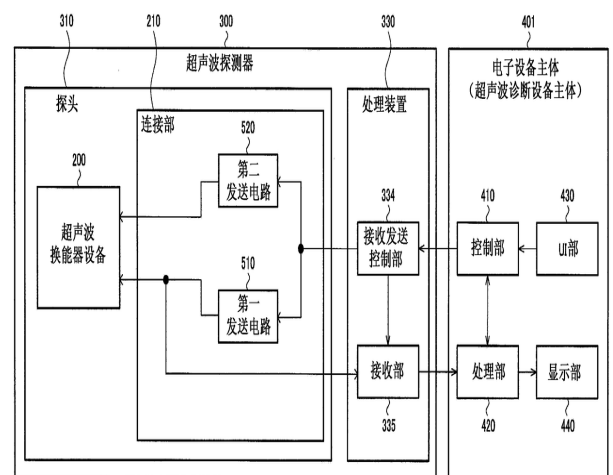 310
210
300
330
401
超声波探测器
电子设备主体
（超声波诊断设备主体）
探头
连接部
处理装置
200
520
第二
发送电路
334
410
430
超声波
换能器设备
接收发送
控制部
控制部
UI部
510
第一
发送电路
接收部
处理部
显示部
335
420
440